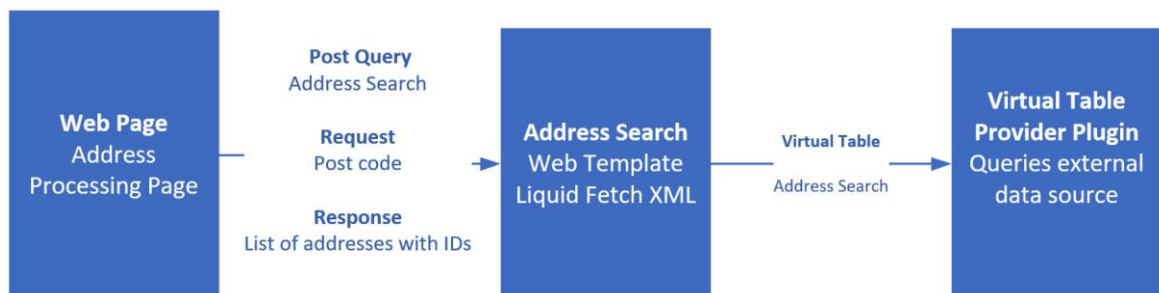 Web Page
Address
Processing Page
Post Query
Address Search
Request
Post code
Response
List of addresses with IDs
Address Search
Web Template
Liquid Fetch XML
Virtual Table
Address Search
Virtual Table
Provider Plugin
Queries external
data source